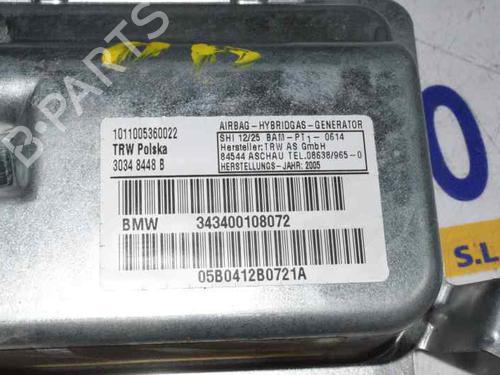 B-PARTS
1011005360022
TRW Polska
3034 8448 B
AIRBAG - HYBRIDGAS - GENERATOR
SHI 12/25 BAM - PT1 - 0614
Hersteller: TRW AS GmbH
84544 ASCHAU TEL.08638/965-0
HERSTELLUNGS - JAHR: 2005
BMW 343400108072
05B0412B0721A
S.L